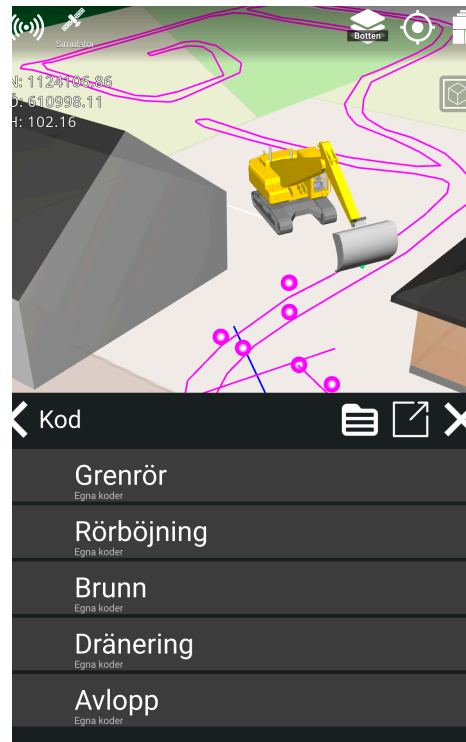 Simulator
Botten
N: 1124106.86
Ö: 610998.11
H: 102.16
Kod
Grenrör
Egna koder
Rörböjning
Egna koder
Brunn
Egna koder
Dränering
Egna koder
Avlopp
Egna koder